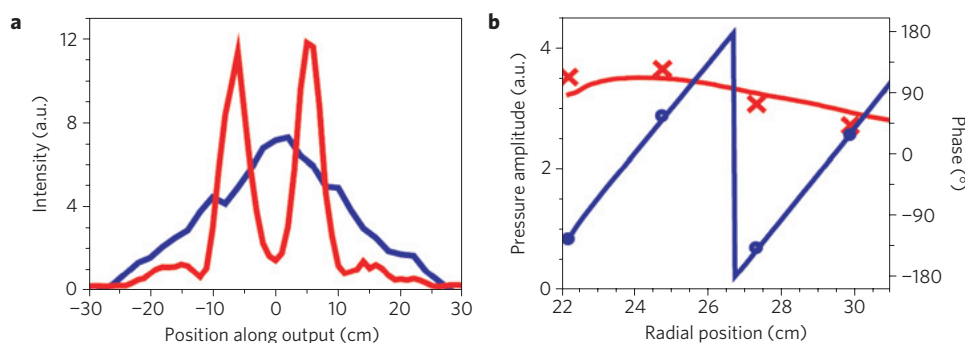 a
12
8
4
0
Intensity (a.u.)
−30 −20 −10 0 10 20 30
Position along output (cm)
b
4
2
0
Pressure amplitude (a.u.)
180
90
0
−90
−180
Phase (°)
22 24 26 28 30
Radial position (cm)